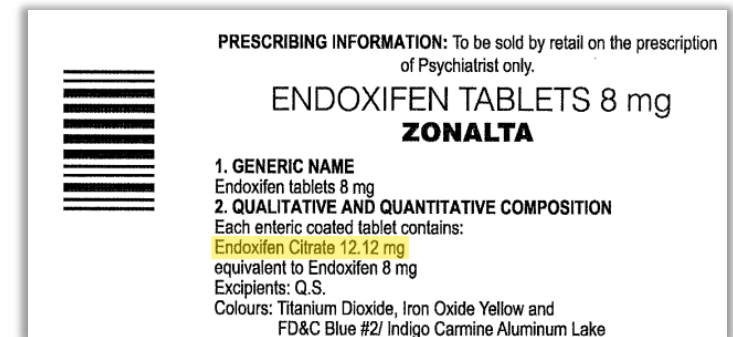 PRESCRIBING INFORMATION: To be sold by retail on the prescription
of Psychiatrist only.
ENDOXIFEN TABLETS 8 mg
ZONALTA
1. GENERIC NAME
Endoxifen tablets 8 mg
2. QUALITATIVE AND QUANTITATIVE COMPOSITION
Each enteric coated tablet contains:
Endoxifen Citrate 12.12 mg
equivalent to Endoxifen 8 mg
Excipients: Q.S.
Colours: Titanium Dioxide, Iron Oxide Yellow and
FD&C Blue #2/ Indigo Carmine Aluminum Lake